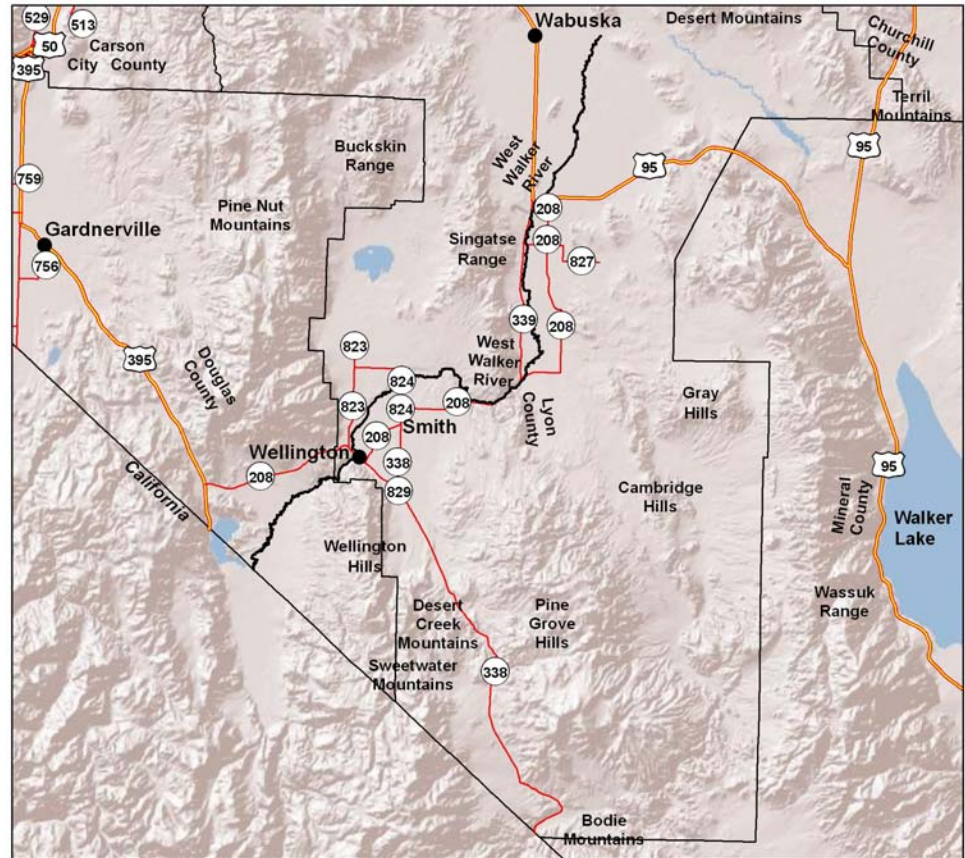 529
513
50
395
Carson
City County
Wabuska
Desert Mountains
Churchill
County
Terril
Mountains
95
Buckskin
Range
West
Walker
River
95
759
Pine Nut
Mountains
208
Gardnerville
756
Singatse
Range
208
827
395
Douglas
County
823
339
208
West
Walker
River
824
Gray
Hills
823
824
208
Lyon
County
Smith
208
Wellington
338
208
829
California
Cambridge
Hills
95
Mineral
County
Walker
Lake
Wellington
Hills
Desert
Creek
Mountains
Pine
Grove
Hills
Wassuk
Range
Sweetwater
Mountains
338
Bodie
Mountains